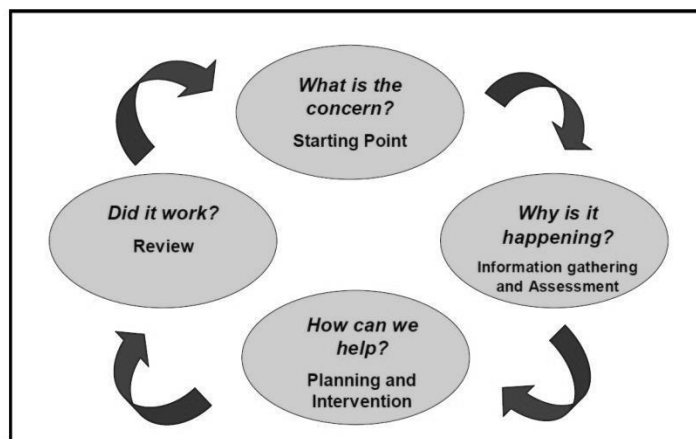 What is the
concern?
Starting Point
Why is it
happening?
Information gathering
and Assessment
How can we
help?
Planning and
Intervention
Did it work?
Review